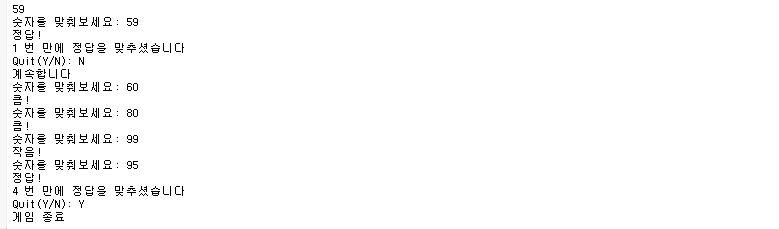 59
숫자를 맞춰보세요: 59
정답!
1 번 만에 정답을 맞추셨습니다
Quit(Y/N): N
계속합니다
숫자를 맞춰보세요: 60
큼!
숫자를 맞춰보세요: 80
큼!
숫자를 맞춰보세요: 99
작음!
숫자를 맞춰보세요: 95
정답!
4 번 만에 정답을 맞추셨습니다
Quit(Y/N): Y
게임 종료